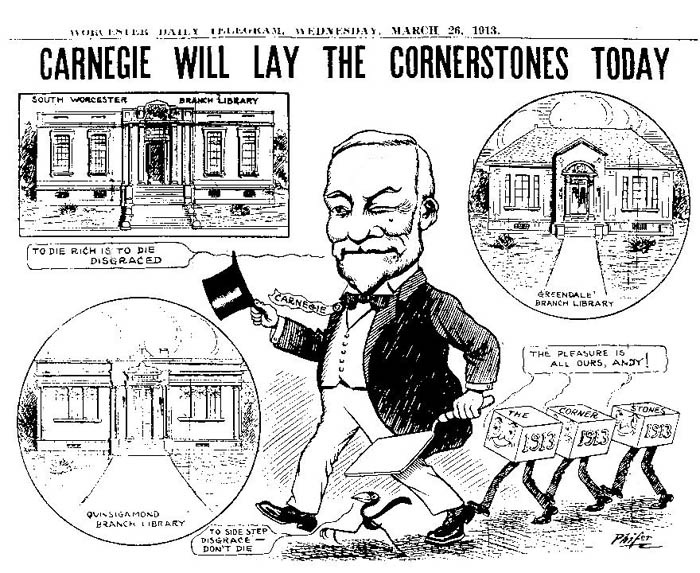 WORCESTER DAILY TELEGRAM, WEDNESDAY, MARCH 26, 1913.
CARNEGIE WILL LAY THE CORNERSTONES TODAY
SOUTH WORCESTER BRANCH LIBRARY
TO DIE RICH IS TO DIE
DISGRACED
CARNEGIE
GREENDALE
BRANCH LIBRARY
THE PLEASURE IS
ALL OURS, ANDY!
THE CORNER STONES
1913 1913 1913
QUINSIGAMOND
BRANCH LIBRARY
TO SIDE STEP
DISGRACE —
DON'T DIE
Phifer